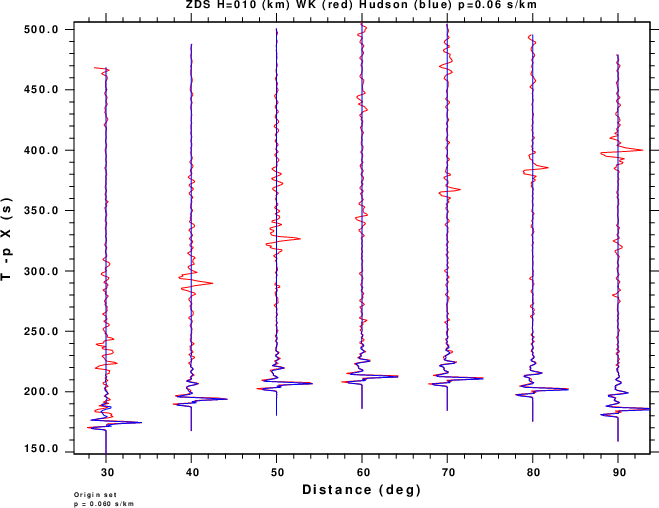 ZDS H=010 (km) WK (red) Hudson (blue) p=0.06 s/km
500.0
450.0
400.0
350.0
300.0
250.0
200.0
150.0
T -p X (s)
30 40 50 60 70 80 90
Distance (deg)
Origin set
p = 0.060 s/km